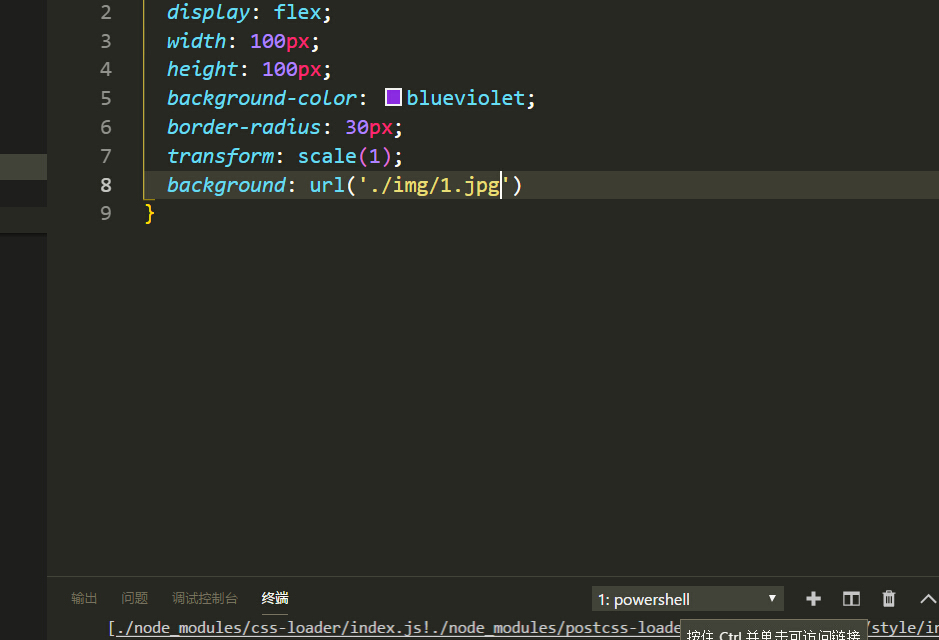 2 display: flex;
3 width: 100px;
4 height: 100px;
5 background-color: blueviolet;
6 border-radius: 30px;
7 transform: scale(1);
8 background: url('./img/1.jpg')
9 }
输出 问题 调试控制台 终端 1: powershell
[./node_modules/css-loader/index.js!./node_modules/postcss-loade /style/in
按住 Ctrl 并单击可访问链接